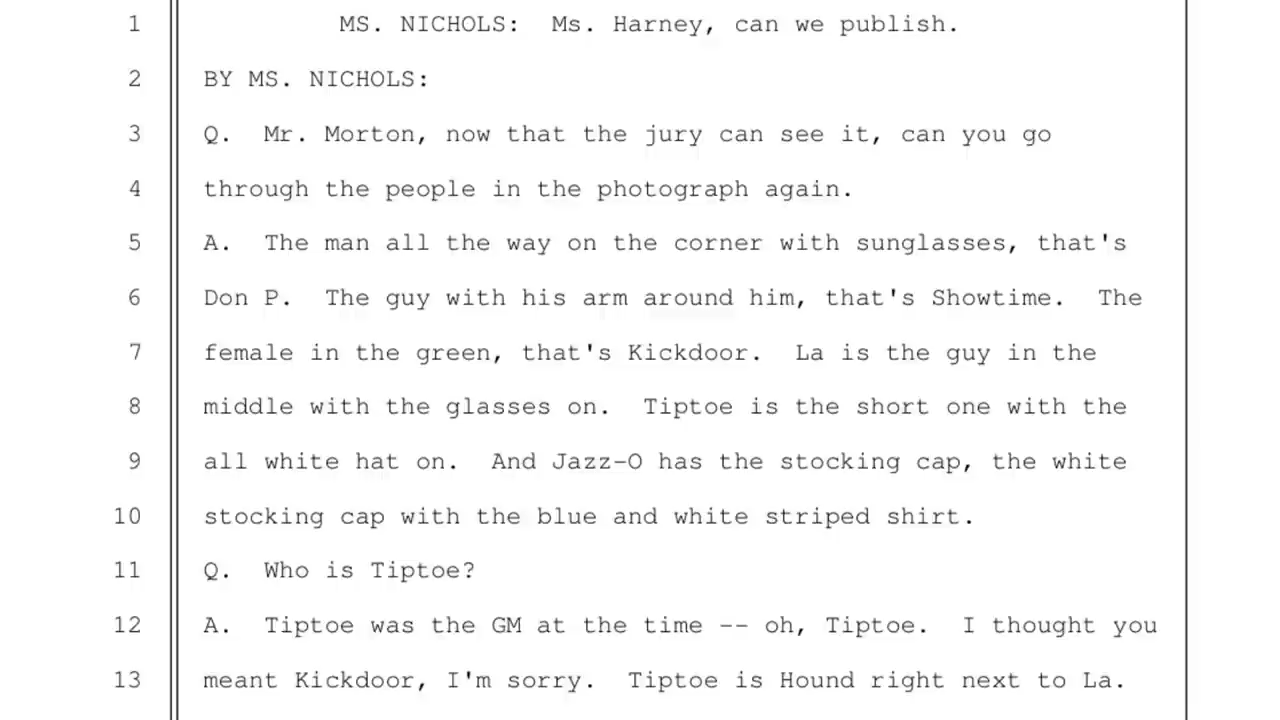 1 MS. NICHOLS: Ms. Harney, can we publish.
2 BY MS. NICHOLS:
3 Q. Mr. Morton, now that the jury can see it, can you go
4 through the people in the photograph again.
5 A. The man all the way on the corner with sunglasses, that's
6 Don P. The guy with his arm around him, that's Showtime. The
7 female in the green, that's Kickdoor. La is the guy in the
8 middle with the glasses on. Tiptoe is the short one with the
9 all white hat on. And Jazz-O has the stocking cap, the white
10 stocking cap with the blue and white striped shirt.
11 Q. Who is Tiptoe?
12 A. Tiptoe was the GM at the time -- oh, Tiptoe. I thought you
13 meant Kickdoor, I'm sorry. Tiptoe is Hound right next to La.